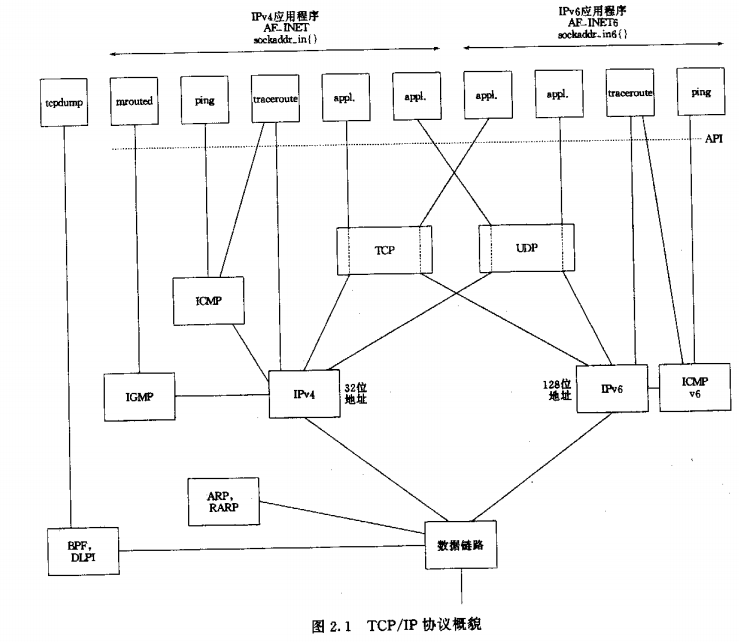 IPv4应用程序
AF_INET
sockaddr_in{}
IPv6应用程序
AF_INET6
sockaddr_in6{}
tcpdump
mrouted
ping
traceroute
appl.
appl.
appl.
appl.
traceroute
ping
API
TCP
UDP
ICMP
IGMP
IPv4
32位
地址
128位
地址
IPv6
ICMP
v6
ARP,
RARP
BPF,
DLPI
数据链路
图 2.1 TCP/IP 协议概貌